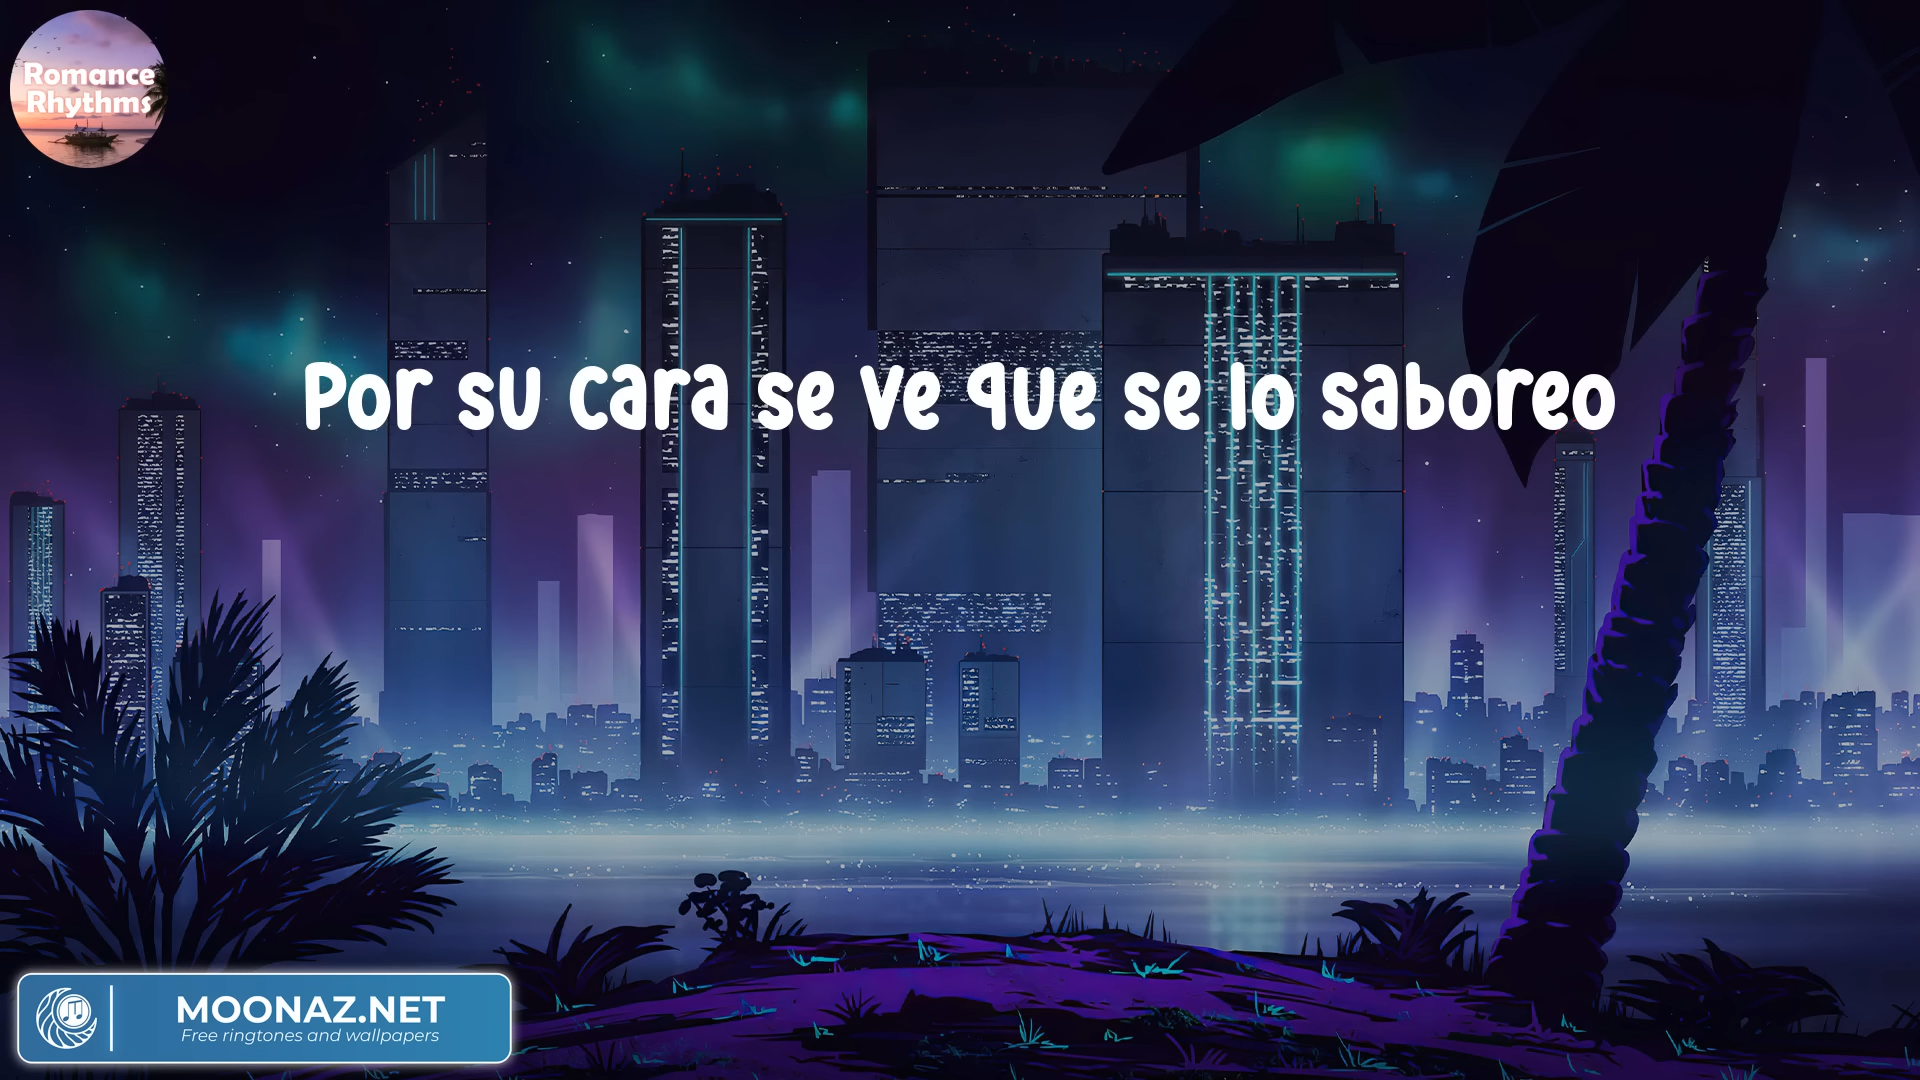 Romance
Rhythms
Por su cara se ve que se lo saboreo
MOONAZ.NET
Free ringtones and wallpapers